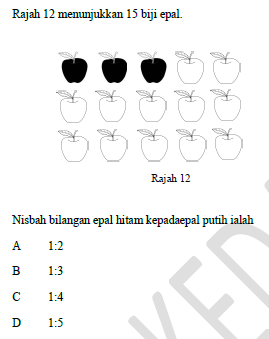 Rajah 12 menunjukkan 15 biji epal.
Rajah 12
Nisbah bilangan epal hitam kepadaepal putih ialah
A 1:2
B 1:3
C 1:4
D 1:5